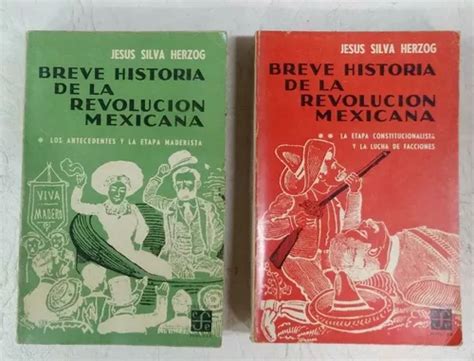 JESUS SILVA HERZOG
BREVE HISTORIA
DE LA
REVOLUCION
MEXICANA
* LOS ANTECEDENTES Y LA ETAPA MADERISTA
VIVA
MADERO
JESUS SILVA HERZOG
BREVE HISTORIA
DE LA
REVOLUCION
MEXICANA
** LA ETAPA CONSTITUCIONALISTA
Y LA LUCHA DE FACCIONES